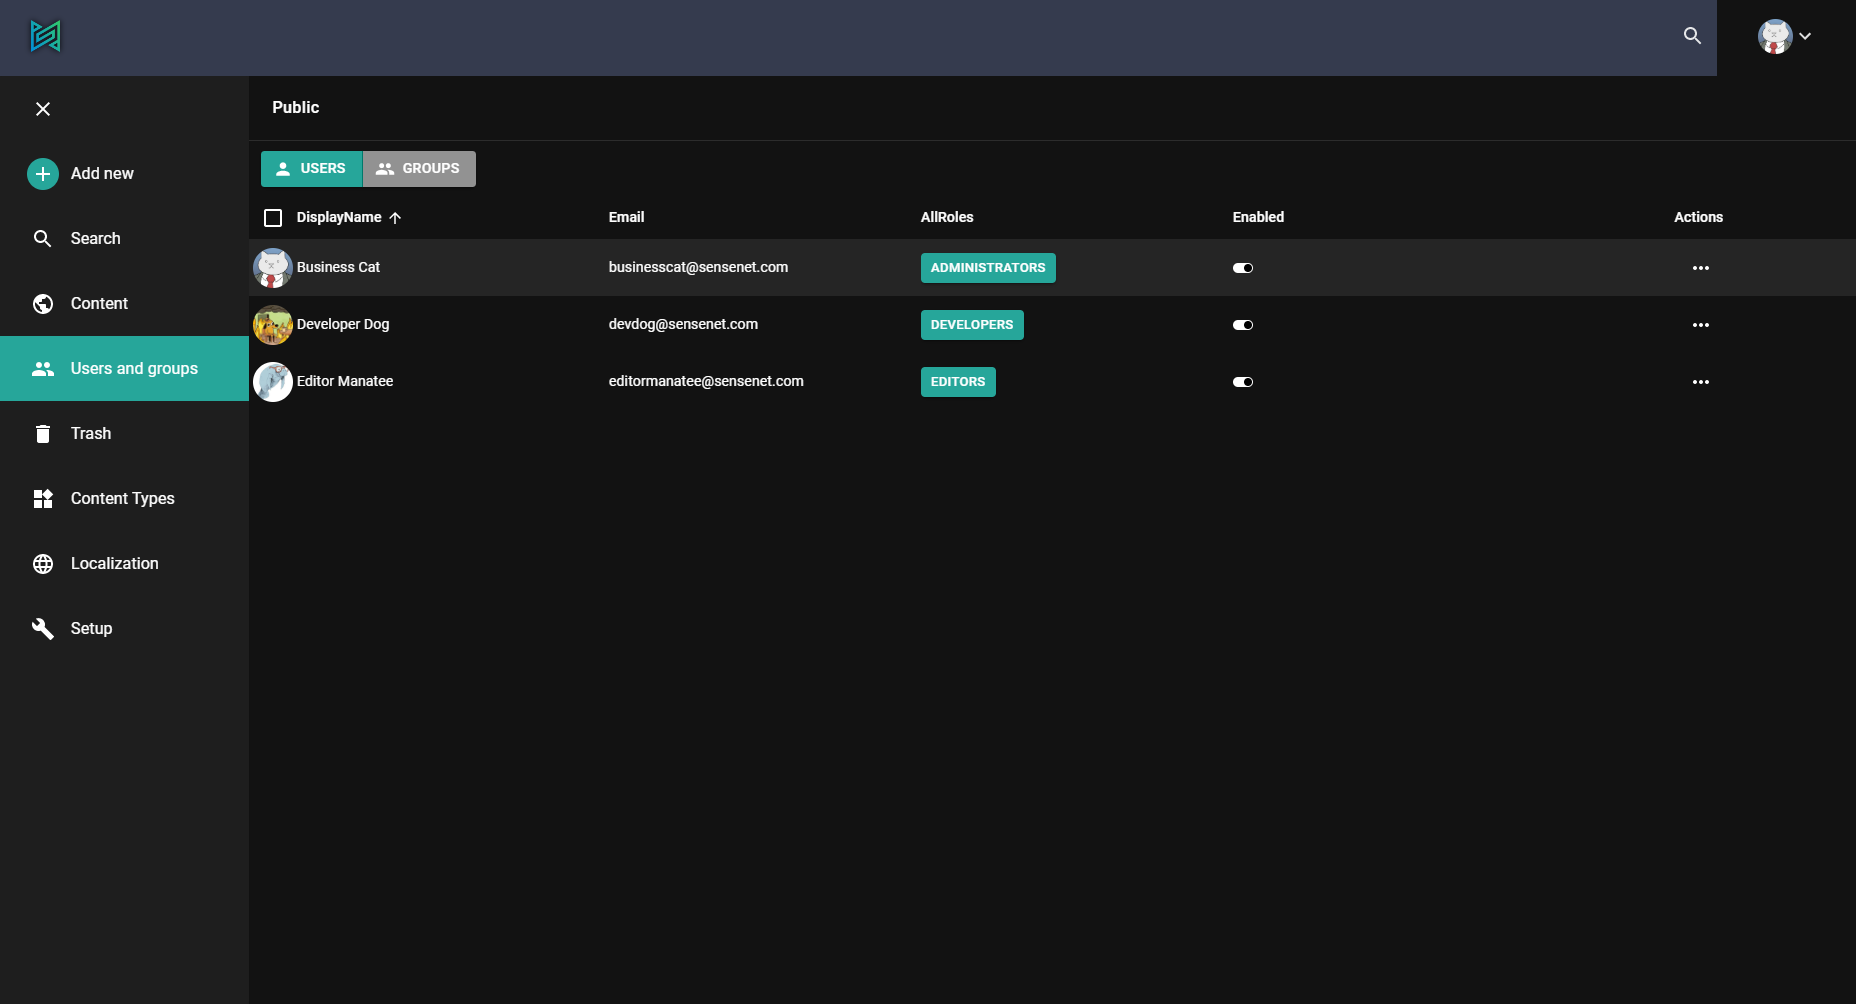 Public
Add new
Search
Content
Users and groups
Trash
Content Types
Localization
Setup
USERS GROUPS
DisplayName Email AllRoles Enabled Actions
Business Cat businesscat@sensenet.com ADMINISTRATORS
Developer Dog devdog@sensenet.com DEVELOPERS
Editor Manatee editormanatee@sensenet.com EDITORS